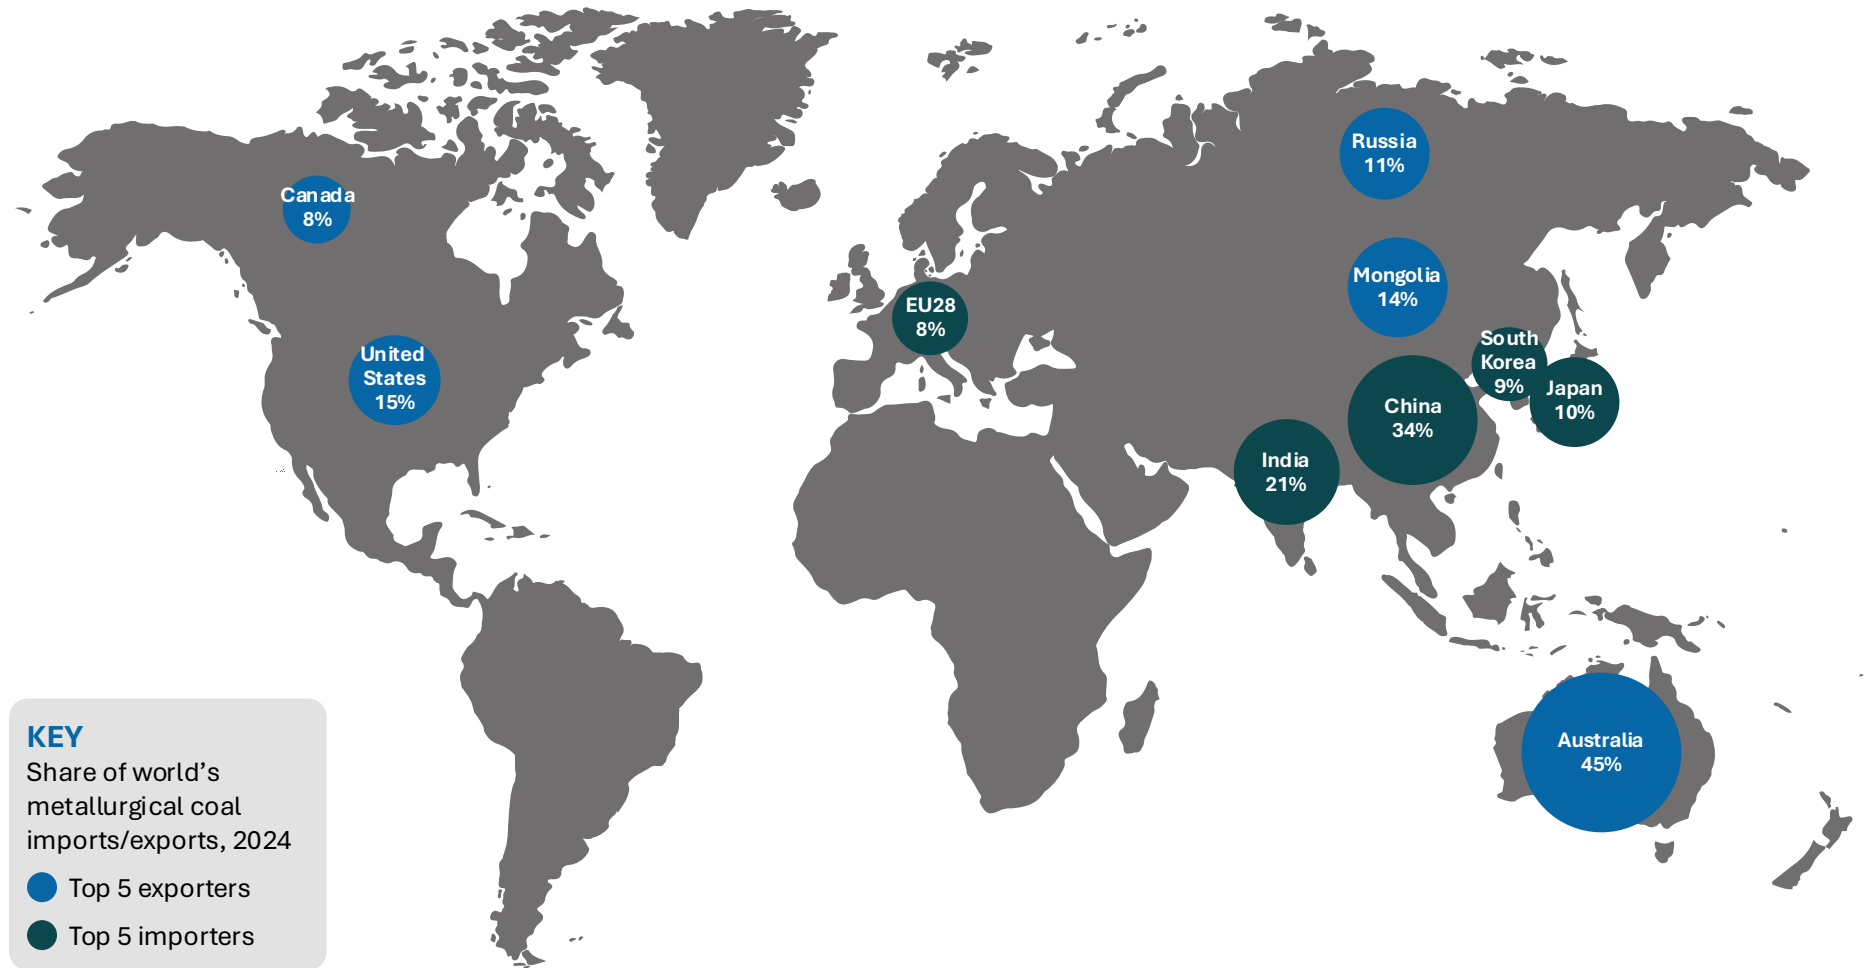 Russia
11%
Canada
8%
Mongolia
14%
EU28
8%
United
States
15%
South
Korea
9%
Japan
10%
China
34%
India
21%
Australia
45%
KEY
Share of world’s
metallurgical coal
imports/exports, 2024
Top 5 exporters
Top 5 importers